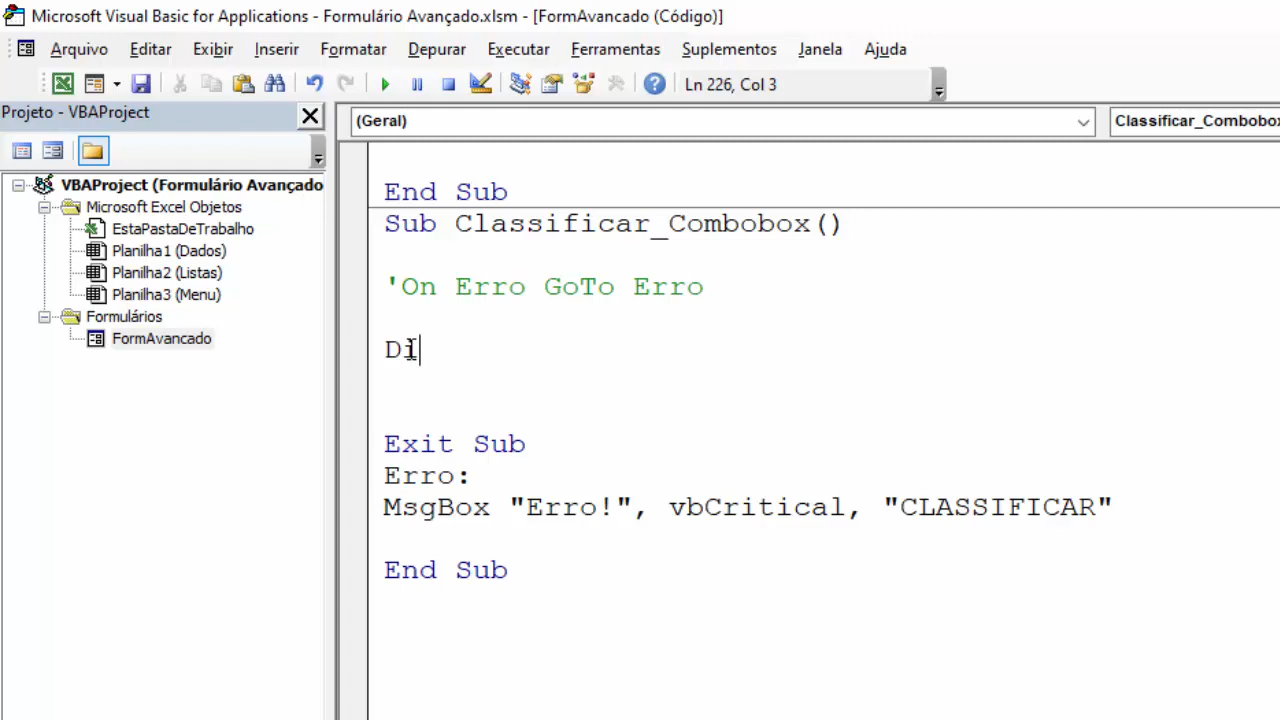 Microsoft Visual Basic for Applications - Formulário Avançado.xlsm - [FormAvancado (Código)]
Arquivo Editar Exibir Inserir Formatar Depurar Executar Ferramentas Suplementos Janela Ajuda
Ln 226, Col 3
Projeto - VBAProject
(Geral)
Classificar_Combobox
VBAProject (Formulário Avançado
Microsoft Excel Objetos
EstaPastaDeTrabalho
Planilha1 (Dados)
Planilha2 (Listas)
Planilha3 (Menu)
Formulários
FormAvancado
End Sub
Sub Classificar_Combobox()
'On Erro GoTo Erro
Di
Exit Sub
Erro:
MsgBox "Erro!", vbCritical, "CLASSIFICAR"
End Sub